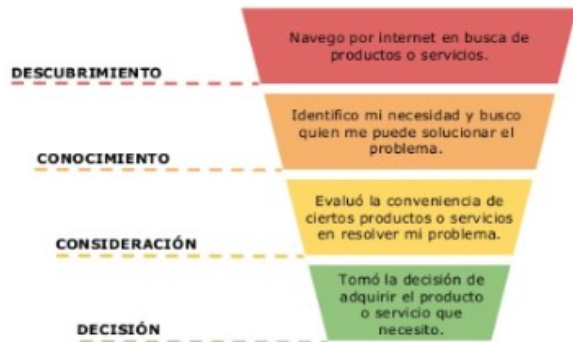 Navego por internet en busca de
productos o servicios.
DESCUBRIMIENTO
Identifico mi necesidad y busco
quien me puede solucionar el
problema.
CONOCIMIENTO
Evaluó la conveniencia de
ciertos productos o servicios
en resolver mi problema.
CONSIDERACIÓN
Tomó la decisión de
adquirir el producto
o servicio que
necesito.
DECISIÓN